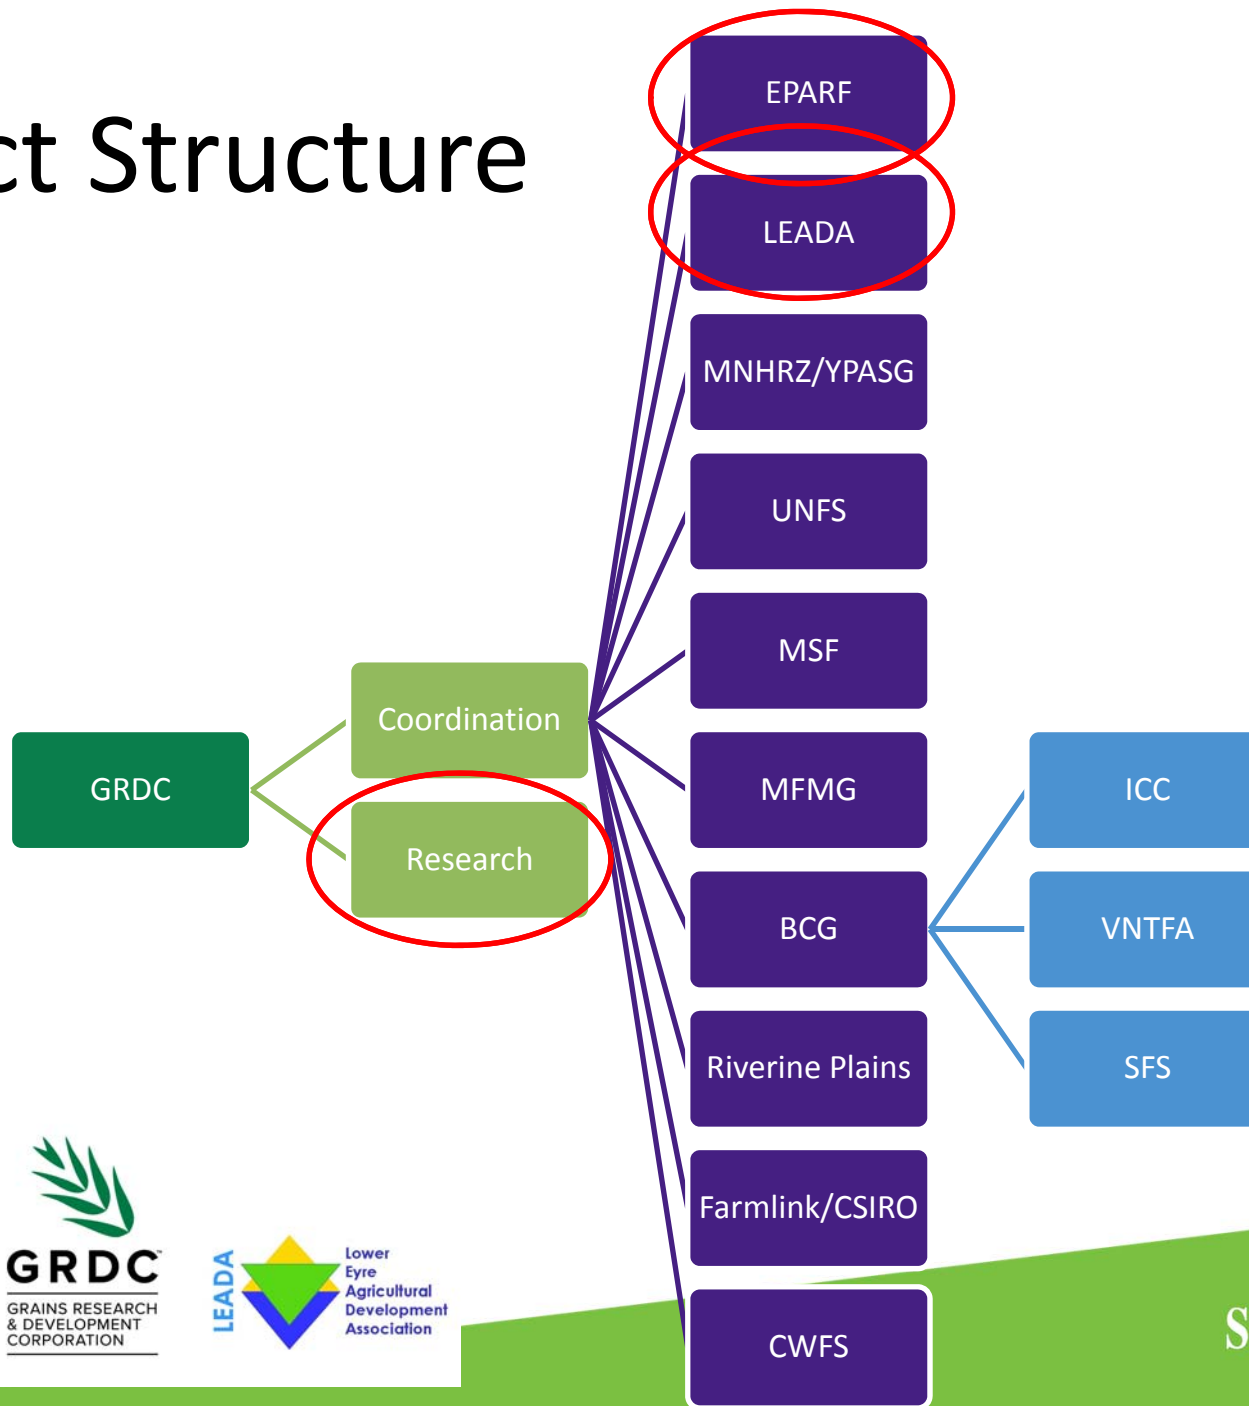 ct Structure
EPARF
LEADA
MNHRZ/YPASG
UNFS
MSF
Coordination
GRDC
MFMG
ICC
Research
BCG
VNTFA
Riverine Plains
SFS
Farmlink/CSIRO
CWFS
GRDC™
GRAINS RESEARCH
& DEVELOPMENT
CORPORATION
LEADA
Lower
Eyre
Agricultural
Development
Association
S